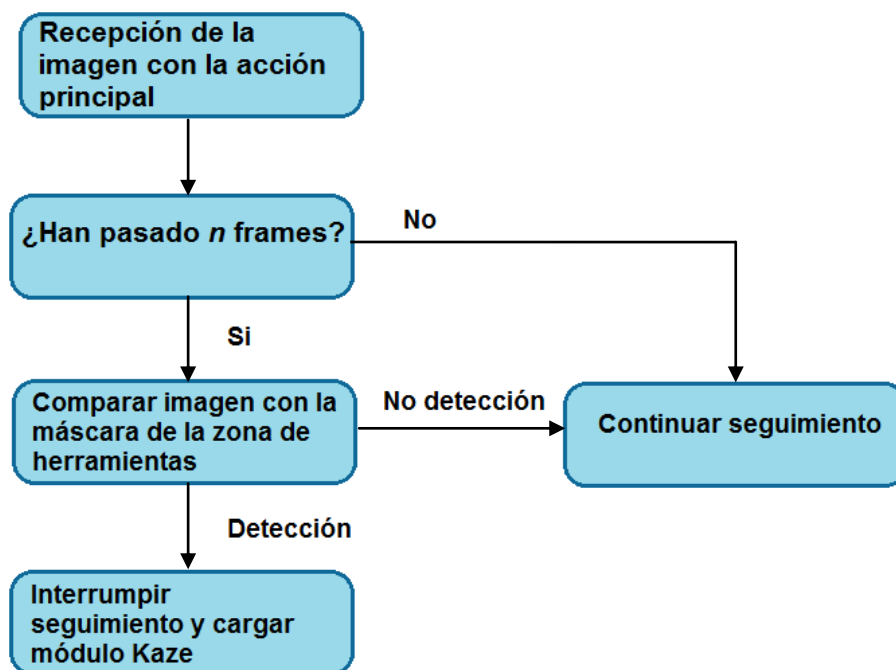 Recepción de la
imagen con la acción
principal
¿Han pasado n frames?
No
Si
Comparar imagen con la
máscara de la zona de
herramientas
No detección
Continuar seguimiento
Detección
Interrumpir
seguimiento y cargar
módulo Kaze